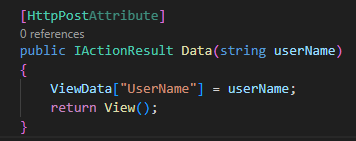 [HttpPostAttribute]
0 references
public IActionResult Data(string userName)
{
    ViewData["UserName"] = userName;
    return View();
}